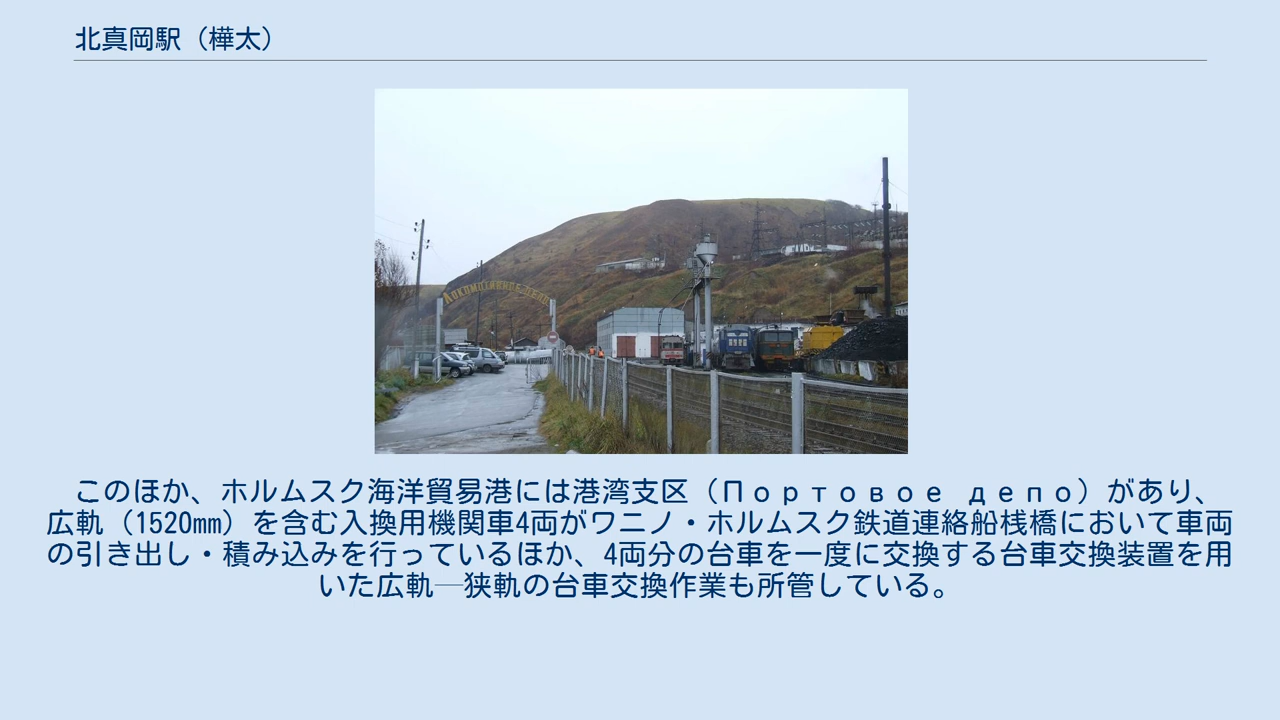 北真岡駅（樺太）
ЛОКОМОТИВНОЕ ДЕПО
このほか、ホルムスク海洋貿易港には港湾支区（Портовое депо）があり、
広軌（1520mm）を含む入換用機関車4両がワニノ・ホルムスク鉄道連絡船桟橋において車両
の引き出し・積み込みを行っているほか、4両分の台車を一度に交換する台車交換装置を用
いた広軌─狭軌の台車交換作業も所管している。